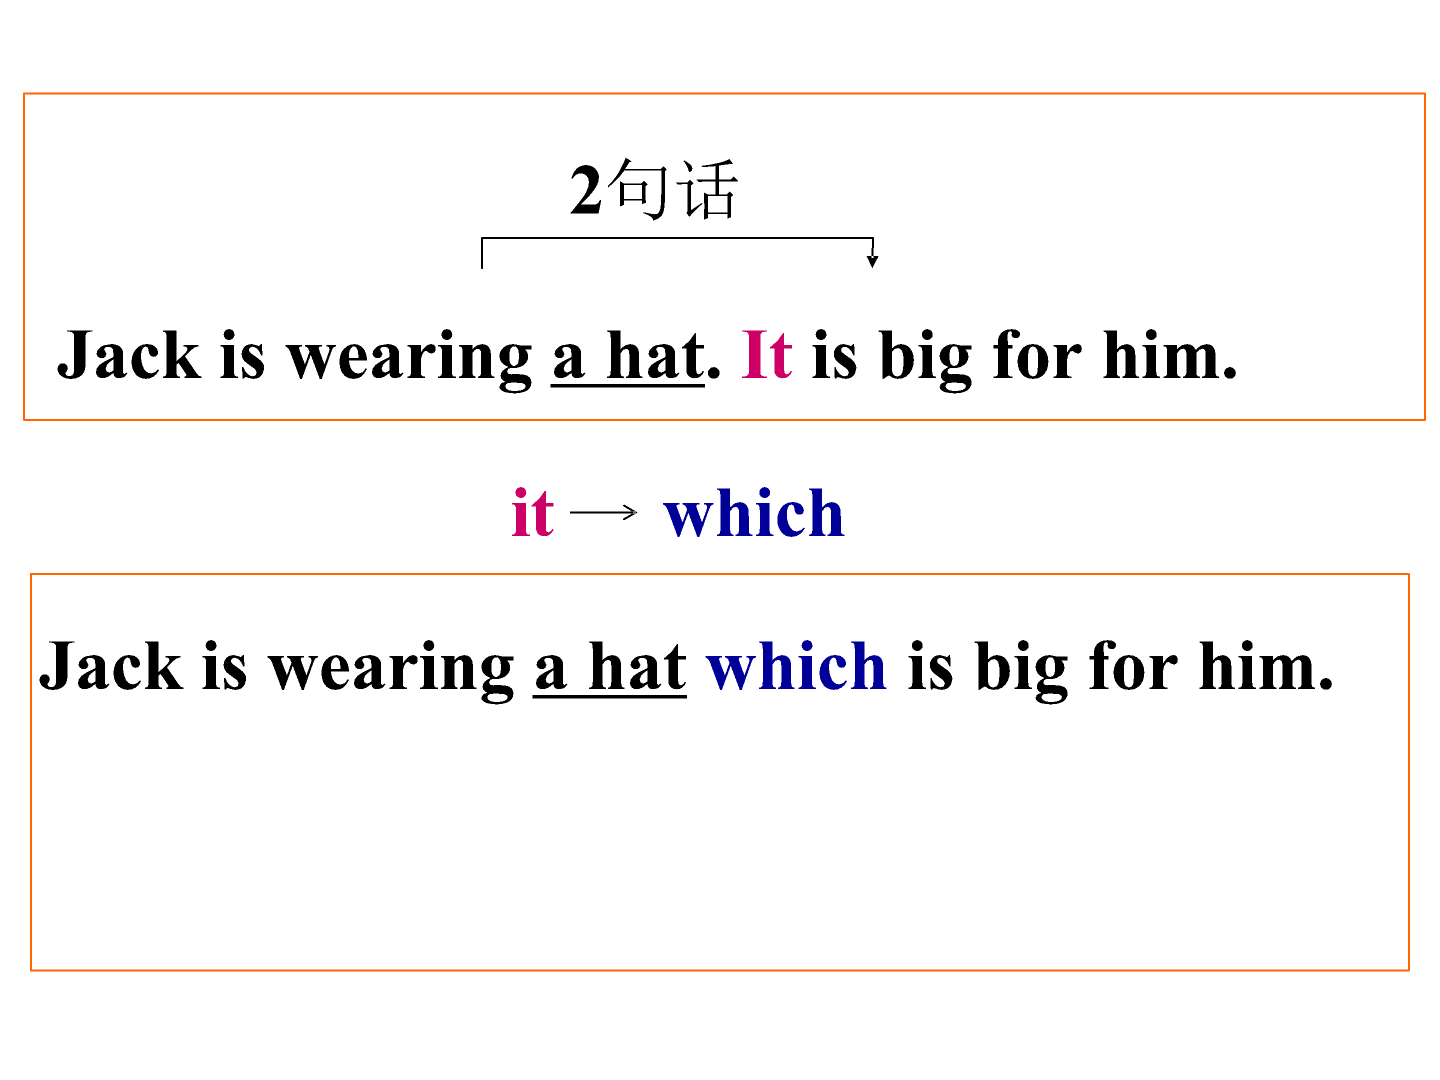 2句话
Jack is wearing a hat. It is big for him.
it → which
Jack is wearing a hat which is big for him.